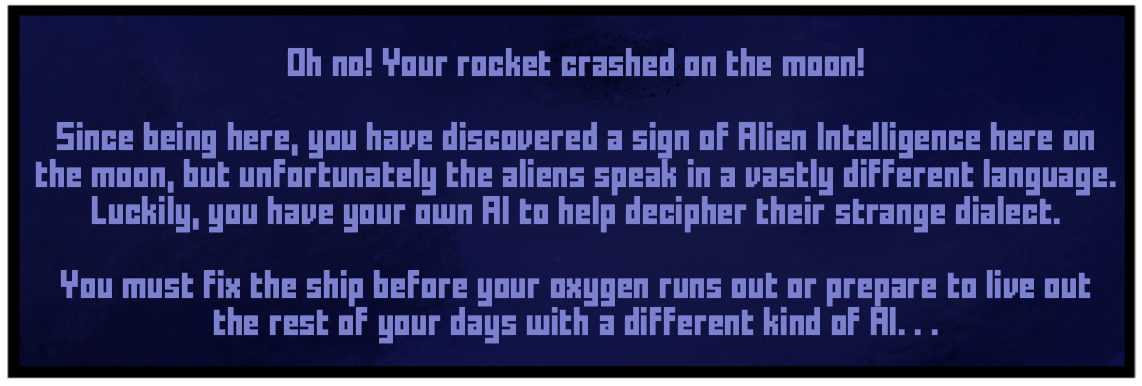 Oh no! Your rocket crashed on the moon!
Since being here, you have discovered a sign of Alien Intelligence here on
the moon, but unfortunately the aliens speak in a vastly different language.
Luckily, you have your own AI to help decipher their strange dialect.
You must fix the ship before your oxygen runs out or prepare to live out
the rest of your days with a different kind of AI...